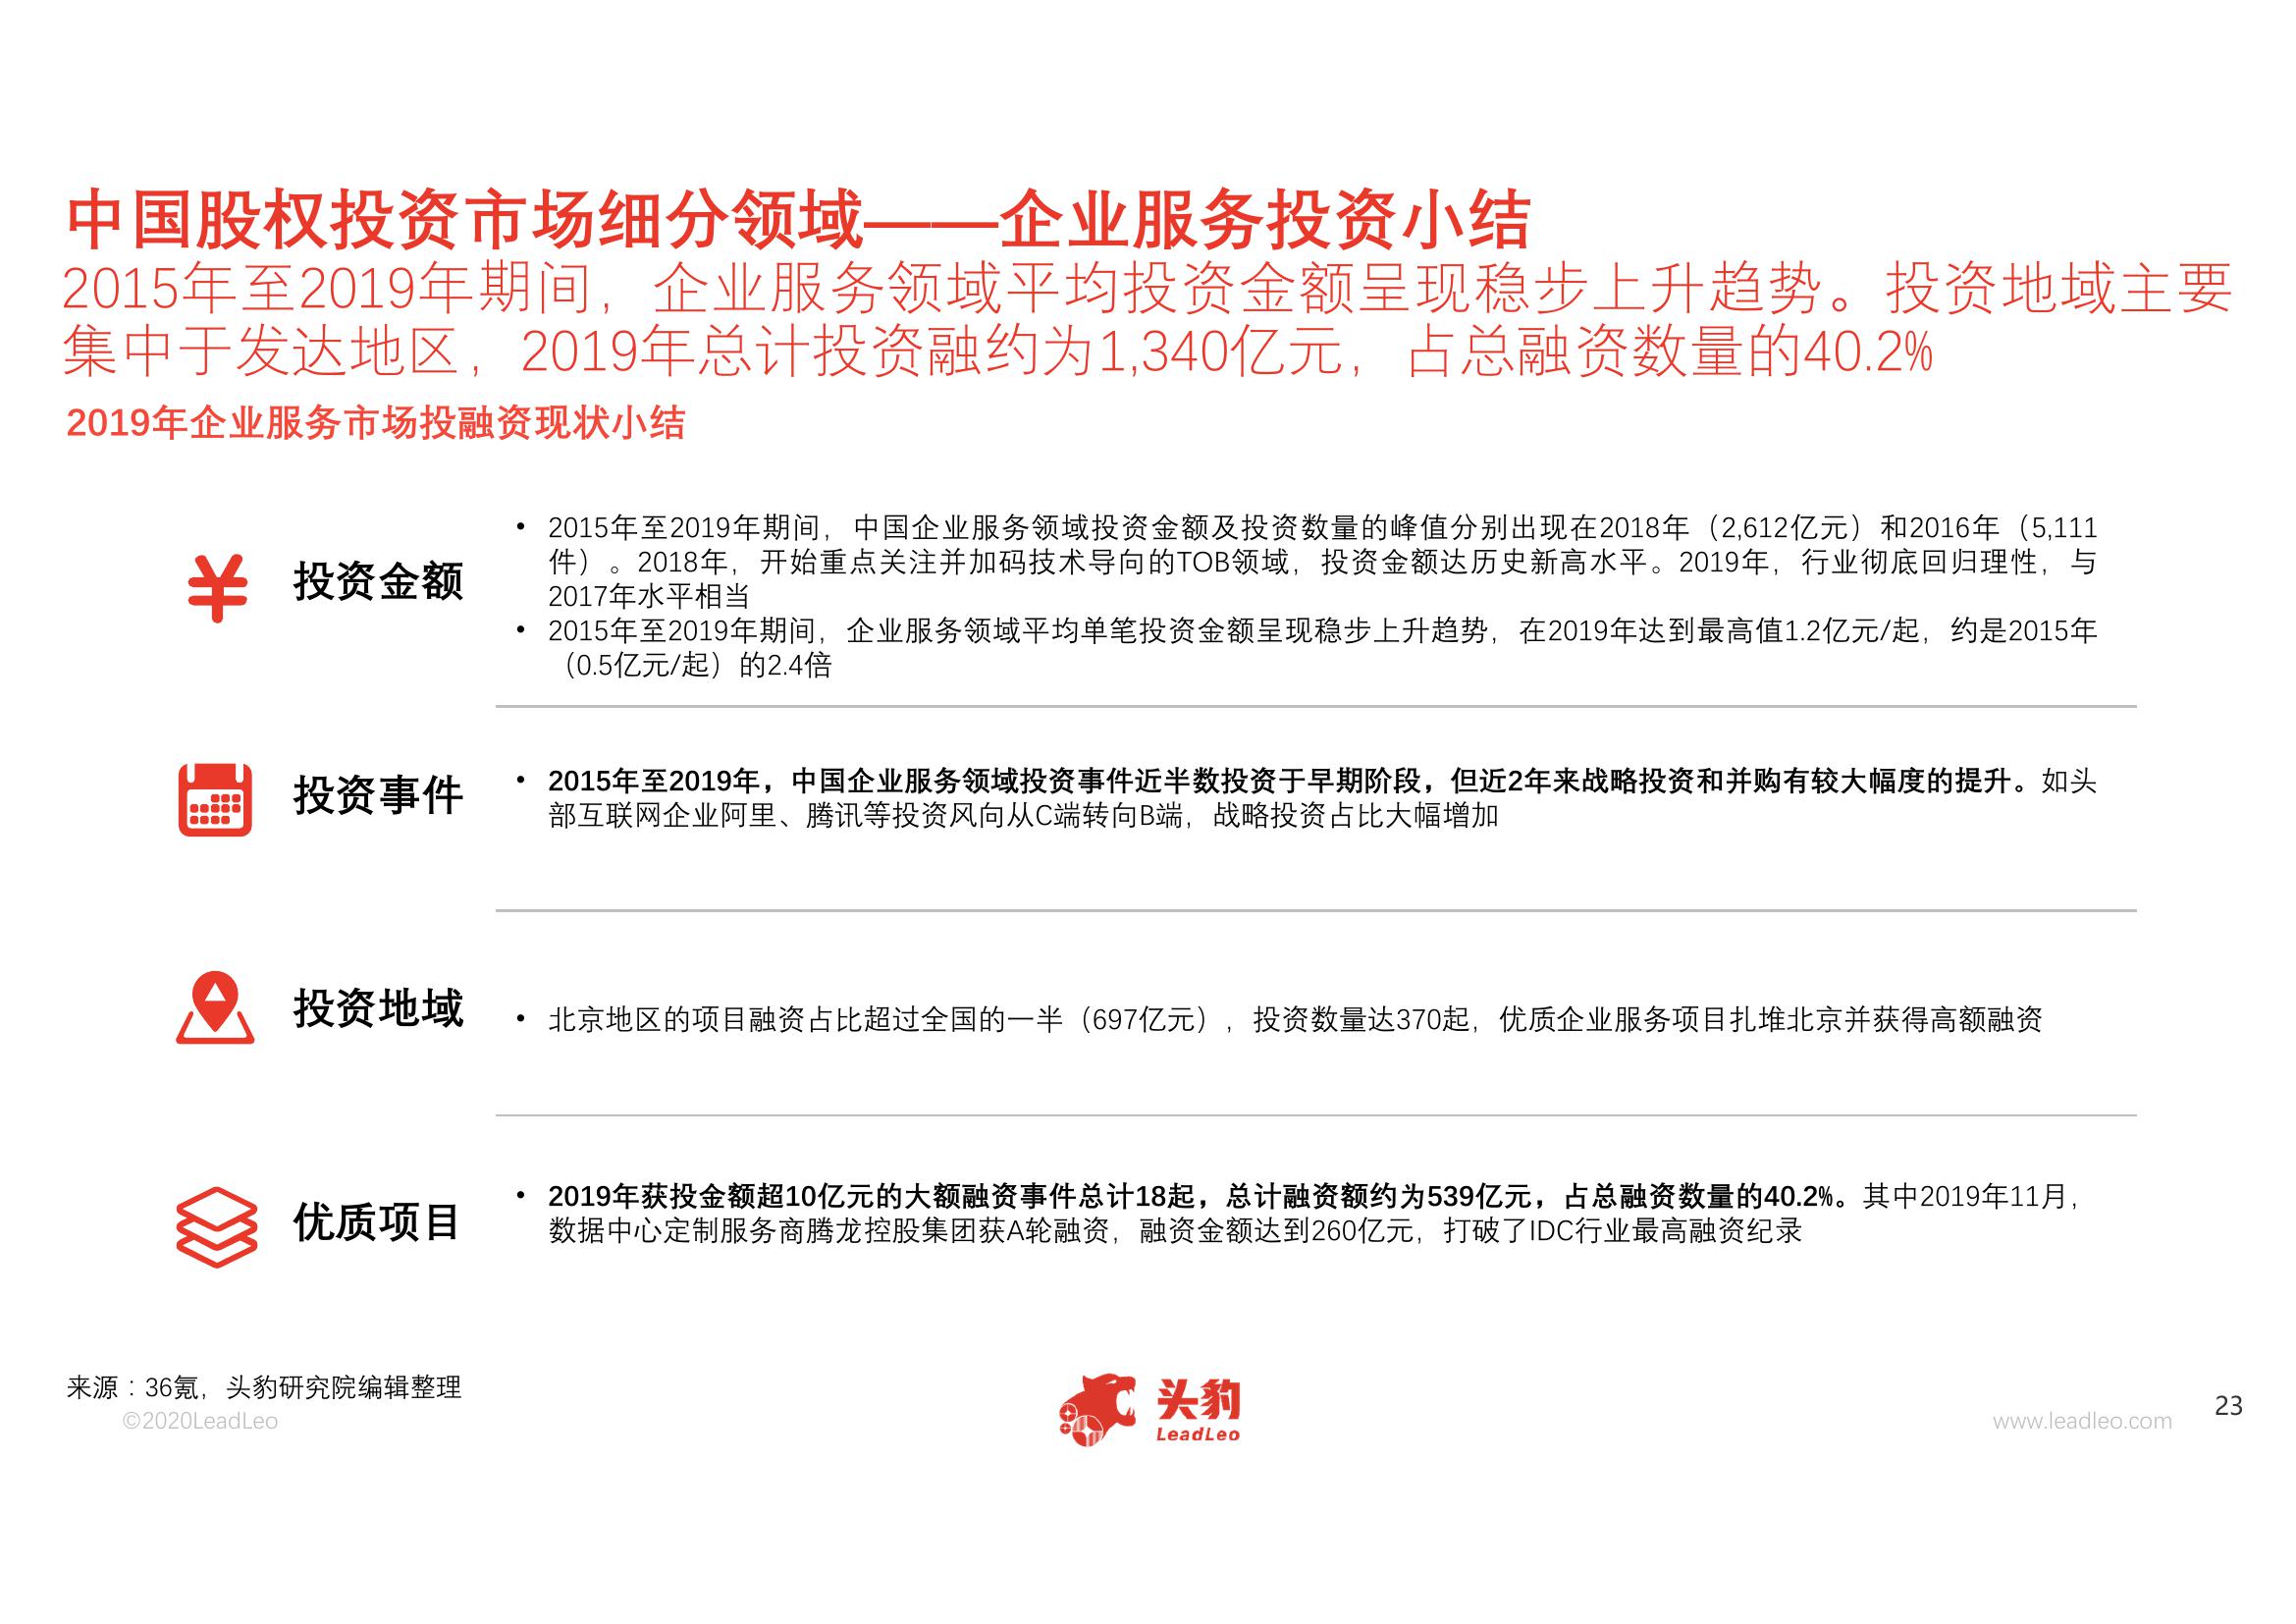 中国股权投资市场细分领域——企业服务投资小结
2015年至2019年期间，企业服务领域平均投资金额呈现稳步上升趋势。投资地域主要
集中于发达地区，2019年总计投资融约为1,340亿元，占总融资数量的40.2%
2019年企业服务市场投融资现状小结
投资金额
• 2015年至2019年期间，中国企业服务领域投资金额及投资数量的峰值分别出现在2018年（2,612亿元）和2016年（5,111
件）。2018年，开始重点关注并加码技术导向的TOB领域，投资金额达历史新高水平。2019年，行业彻底回归理性，与
2017年水平相当
• 2015年至2019年期间，企业服务领域平均单笔投资金额呈现稳步上升趋势，在2019年达到最高值1.2亿元/起，约是2015年
（0.5亿元/起）的2.4倍
投资事件
• 2015年至2019年，中国企业服务领域投资事件近半数投资于早期阶段，但近2年来战略投资和并购有较大幅度的提升。如头
部互联网企业阿里、腾讯等投资风向从C端转向B端，战略投资占比大幅增加
投资地域
• 北京地区的项目融资占比超过全国的一半（697亿元），投资数量达370起，优质企业服务项目扎堆北京并获得高额融资
优质项目
• 2019年获投金额超10亿元的大额融资事件总计18起，总计融资额约为539亿元，占总融资数量的40.2%。其中2019年11月，
数据中心定制服务商腾龙控股集团获A轮融资，融资金额达到260亿元，打破了IDC行业最高融资纪录
来源：36氪，头豹研究院编辑整理
©2020LeadLeo
头豹
LeadLeo
www.leadleo.com
23